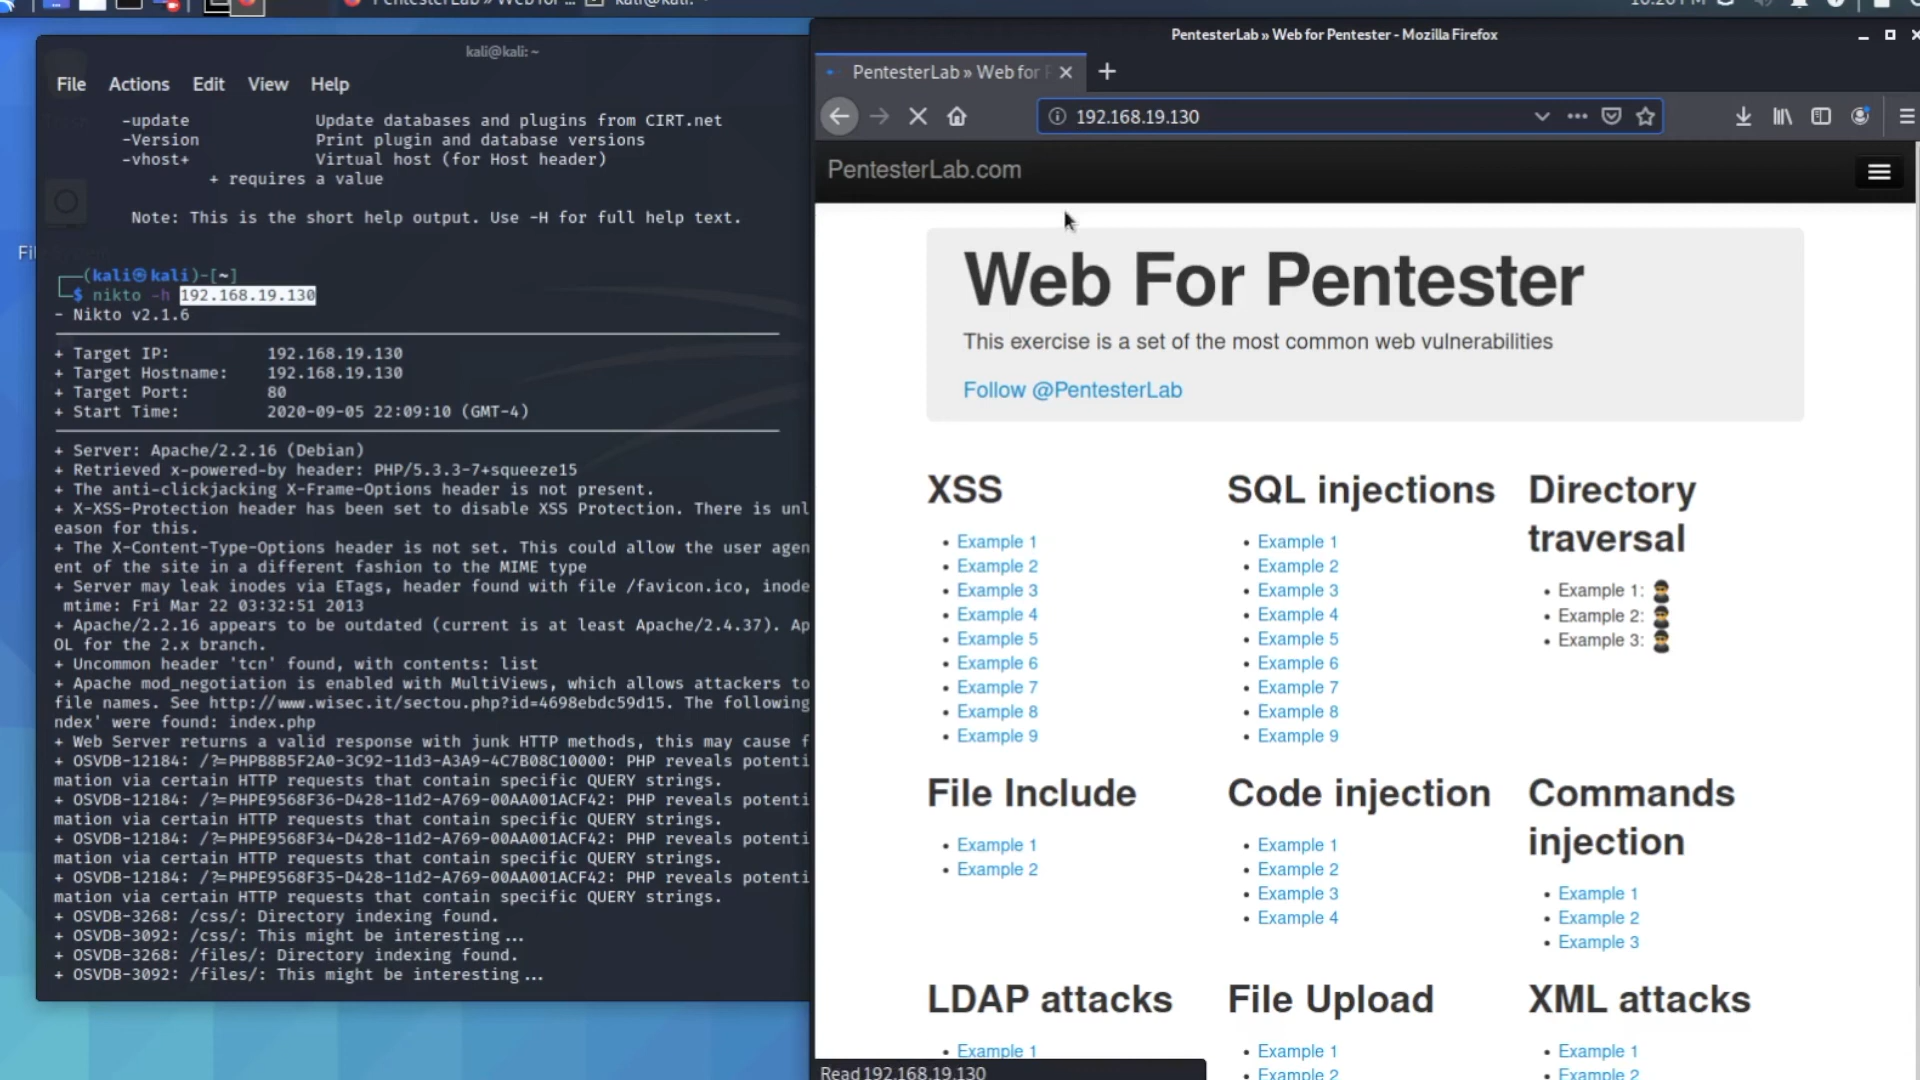 PentesterLab » Web for ...
kali@kali: ~
kali@kali: ~
File Actions Edit View Help
-update Update databases and plugins from CIRT.net
-Version Print plugin and database versions
-vhost+ Virtual host (for Host header)
+ requires a value
Note: This is the short help output. Use -H for full help text.
(kali㉿kali)-[~]
$ nikto -h 192.168.19.130
- Nikto v2.1.6
+ Target IP: 192.168.19.130
+ Target Hostname: 192.168.19.130
+ Target Port: 80
+ Start Time: 2020-09-05 22:09:10 (GMT-4)
+ Server: Apache/2.2.16 (Debian)
+ Retrieved x-powered-by header: PHP/5.3.3-7+squeeze15
+ The anti-clickjacking X-Frame-Options header is not present.
+ X-XSS-Protection header has been set to disable XSS Protection. There is unl
eason for this.
+ The X-Content-Type-Options header is not set. This could allow the user agen
ent of the site in a different fashion to the MIME type
+ Server may leak inodes via ETags, header found with file /favicon.ico, inode
mtime: Fri Mar 22 03:32:51 2013
+ Apache/2.2.16 appears to be outdated (current is at least Apache/2.4.37). Ap
OL for the 2.x branch.
+ Uncommon header 'tcn' found, with contents: list
+ Apache mod_negotiation is enabled with MultiViews, which allows attackers to
file names. See http://www.wisec.it/sectou.php?id=4698ebdc59d15. The following
ndex' were found: index.php
+ Web Server returns a valid response with junk HTTP methods, this may cause f
+ OSVDB-12184: /?=PHPB8B5F2A0-3C92-11d3-A3A9-4C7B08C10000: PHP reveals potenti
mation via certain HTTP requests that contain specific QUERY strings.
+ OSVDB-12184: /?=PHPE9568F36-D428-11d2-A769-00AA001ACF42: PHP reveals potenti
mation via certain HTTP requests that contain specific QUERY strings.
+ OSVDB-12184: /?=PHPE9568F34-D428-11d2-A769-00AA001ACF42: PHP reveals potenti
mation via certain HTTP requests that contain specific QUERY strings.
+ OSVDB-12184: /?=PHPE9568F35-D428-11d2-A769-00AA001ACF42: PHP reveals potenti
mation via certain HTTP requests that contain specific QUERY strings.
+ OSVDB-3268: /css/: Directory indexing found.
+ OSVDB-3092: /css/: This might be interesting...
+ OSVDB-3268: /files/: Directory indexing found.
+ OSVDB-3092: /files/: This might be interesting...
PentesterLab » Web for Pentester - Mozilla Firefox
PentesterLab » Web for P
192.168.19.130
PentesterLab.com
Web For Pentester
This exercise is a set of the most common web vulnerabilities
Follow @PentesterLab
XSS
Example 1
Example 2
Example 3
Example 4
Example 5
Example 6
Example 7
Example 8
Example 9
SQL injections
Example 1
Example 2
Example 3
Example 4
Example 5
Example 6
Example 7
Example 8
Example 9
Directory
traversal
Example 1:
Example 2:
Example 3:
File Include
Example 1
Example 2
Code injection
Example 1
Example 2
Example 3
Example 4
Commands
injection
Example 1
Example 2
Example 3
LDAP attacks
Example 1
File Upload
Example 1
Example 2
XML attacks
Example 1
Example 2
Read 192.168.19.130